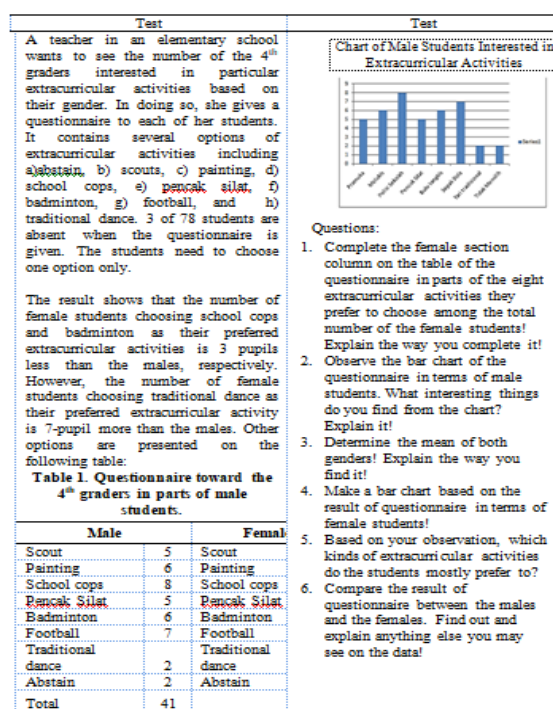 Test
A teacher in an elementary school
wants to see the number of the 4th
graders interested in particular
extracurricular activities based on
their gender. In doing so, she gives a
questionnaire to each of her students.
It contains several options of
extracurricular activities including
a)abstain, b) scouts, c) painting, d)
school cops, e) pencak silat, f)
badminton, g) football, and h)
traditional dance. 3 of 78 students are
absent when the questionnaire is
given. The students need to choose
one option only.
The result shows that the number of
female students choosing school cops
and badminton as their preferred
extracurricular activities is 3 pupils
less than the males, respectively.
However, the number of female
students choosing traditional dance as
their preferred extracurricular activity
is 7-pupil more than the males. Other
options are presented on the
following table:
Table 1. Questionnaire toward the
4th graders in parts of male
students.
Male Femal
Scout 5 Scout
Painting 6 Painting
School cops 8 School cops
Pencak Silat 5 Pencak Silat
Badminton 6 Badminton
Football 7 Football
Traditional Traditional
dance 2 dance
Abstain 2 Abstain
Total 41
Test
Chart of Male Students Interested in
Extracurricular Activities
9
8
7
6
5
4
3
2
1
0
Pramuka
Pencak Silat
Questions:
1. Complete the female section
column on the table of the
questionnaire in parts of the eight
extracurricular activities they
prefer to choose among the total
number of the female students!
Explain the way you complete it!
2. Observe the bar chart of the
questionnaire in terms of male
students. What interesting things
do you find from the chart?
Explain it!
3. Determine the mean of both
genders! Explain the way you
find it!
4. Make a bar chart based on the
result of questionnaire in terms of
female students!
5. Based on your observation, which
kinds of extracurricular activities
do the students mostly prefer to?
6. Compare the result of
questionnaire between the males
and the females. Find out and
explain anything else you may
see on the data!